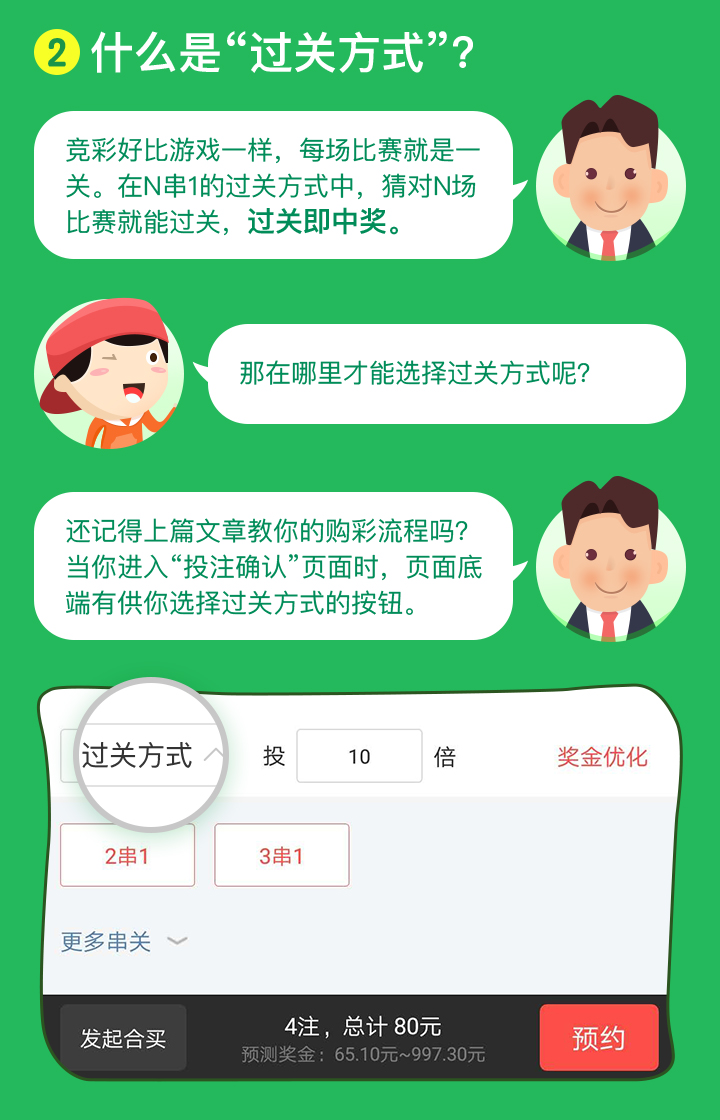 2 什么是“过关方式”？
竞彩好比游戏一样，每场比赛就是一
关。在N串1的过关方式中，猜对N场
比赛就能过关，过关即中奖。
那在哪里才能选择过关方式呢？
还记得上篇文章教你的购彩流程吗？
当你进入“投注确认”页面时，页面底
端有供你选择过关方式的按钮。
过关方式 投 10 倍 奖金优化
2串1 3串1
更多串关
发起合买 4注，总计 80元 预约
预测奖金：65.10元~997.30元